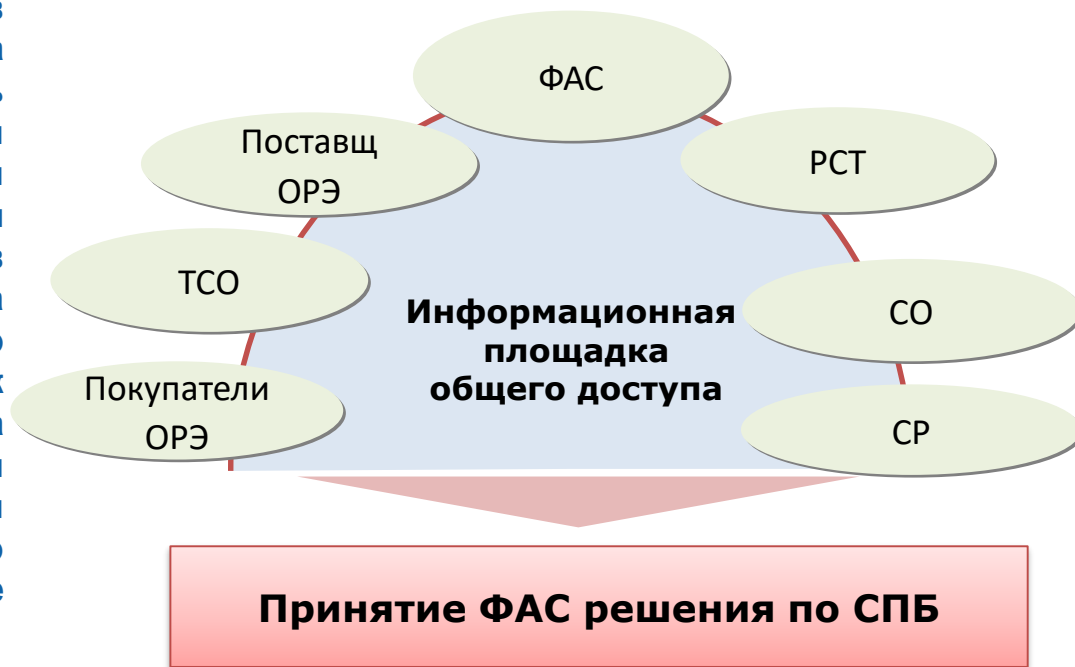 ФАС
Поставщ
ОРЭ
РСТ
ТСО
СО
Информационная
площадка
общего доступа
Покупатели
ОРЭ
СР
Принятие ФАС решения по СПБ